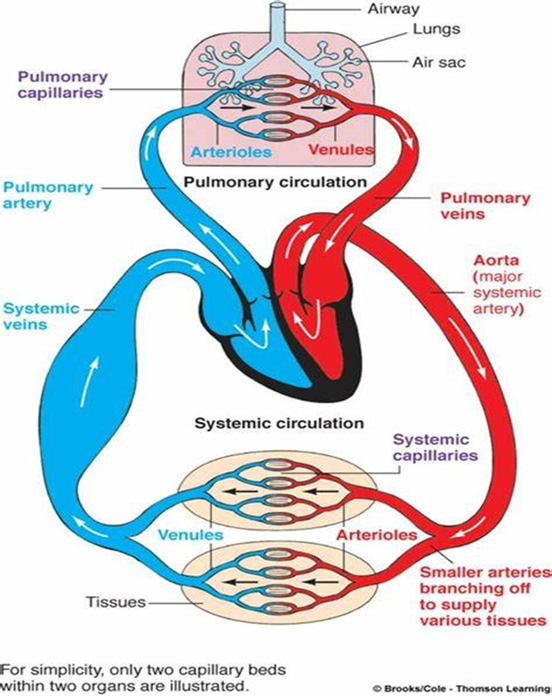 Airway
Lungs
Air sac
Pulmonary
capillaries
Arterioles
Venules
Pulmonary circulation
Pulmonary
artery
Pulmonary
veins
Aorta
(major
systemic
artery)
Systemic
veins
Systemic circulation
Systemic
capillaries
Venules
Arterioles
Tissues
Smaller arteries
branching off
to supply
various tissues
For simplicity, only two capillary beds
within two organs are illustrated.
© Brooks/Cole - Thomson Learning